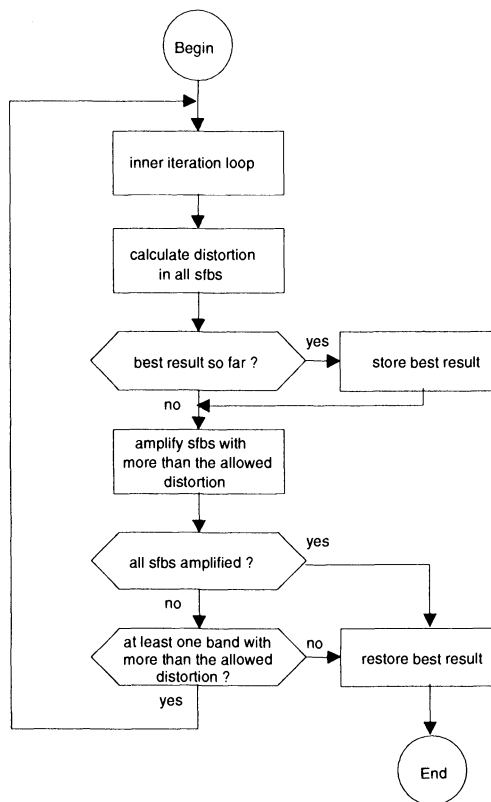 Begin
inner iteration loop
calculate distortion
in all sfbs
best result so far ?
yes
store best result
no
amplify sfbs with
more than the allowed
distortion
all sfbs amplified ?
yes
no
at least one band with
more than the allowed
distortion ?
no
restore best result
yes
End